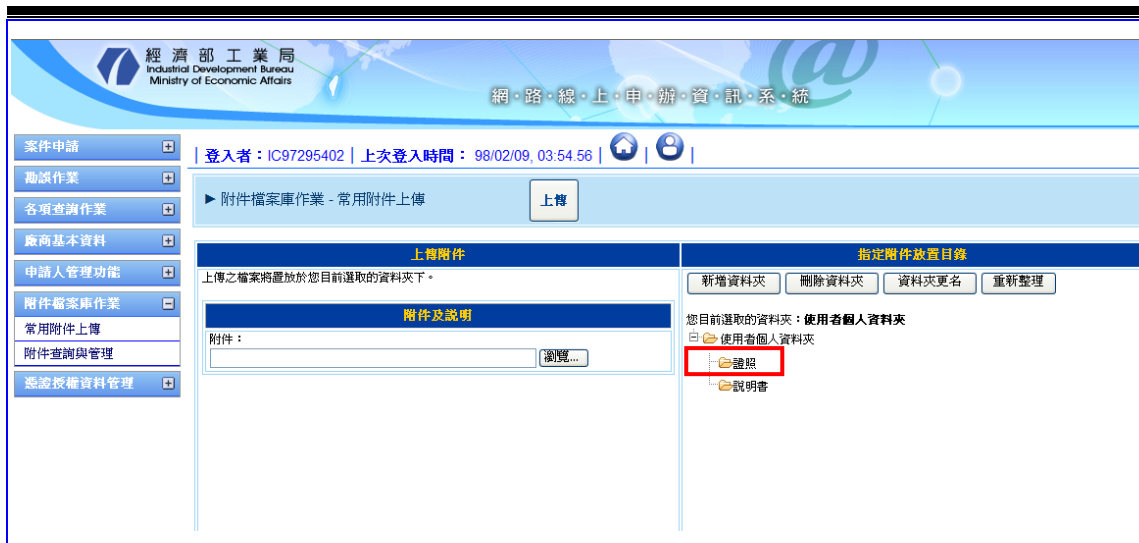 經濟部工業局
Industrial Development Bureau
Ministry of Economic Affairs
網‧路‧線‧上‧申‧辦‧資‧訊‧系‧統
案件申請
勘誤作業
各項查詢作業
廠商基本資料
申請人管理功能
附件檔案庫作業
常用附件上傳
附件查詢與管理
憑證授權資料管理
| 登入者：IC97295402 | 上次登入時間： 98/02/09, 03:54.56 | | |
► 附件檔案庫作業 - 常用附件上傳
上傳
上傳附件
上傳之檔案將置放於您目前選取的資料夾下。
附件及說明
附件：
瀏覽...
指定附件放置目錄
新增資料夾 刪除資料夾 資料夾更名 重新整理
您目前選取的資料夾：使用者個人資料夾
使用者個人資料夾
證照
說明書